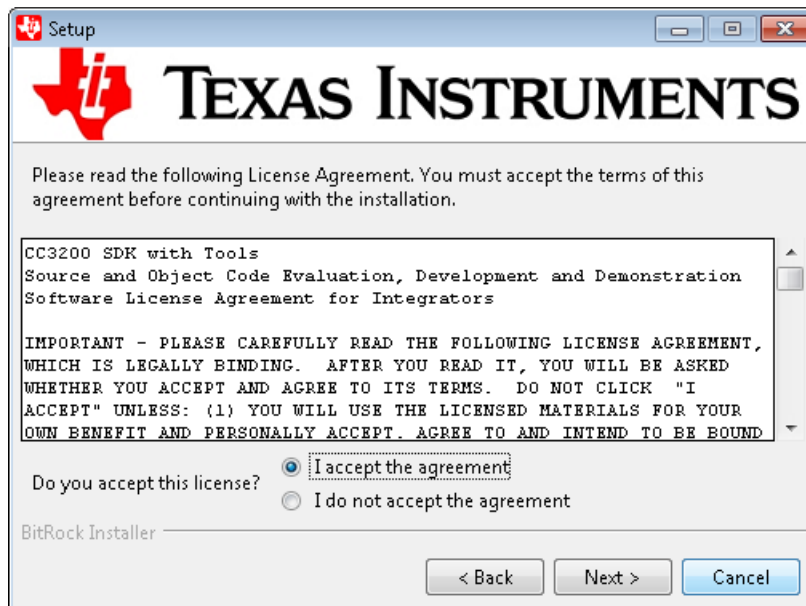 Setup
TEXAS INSTRUMENTS
Please read the following License Agreement. You must accept the terms of this
agreement before continuing with the installation.
CC3200 SDK with Tools
Source and Object Code Evaluation, Development and Demonstration
Software License Agreement for Integrators
IMPORTANT - PLEASE CAREFULLY READ THE FOLLOWING LICENSE AGREEMENT,
WHICH IS LEGALLY BINDING.  AFTER YOU READ IT, YOU WILL BE ASKED
WHETHER YOU ACCEPT AND AGREE TO ITS TERMS.  DO NOT CLICK  "I
ACCEPT" UNLESS: (1) YOU WILL USE THE LICENSED MATERIALS FOR YOUR
OWN BENEFIT AND PERSONALLY ACCEPT, AGREE TO AND INTEND TO BE BOUND
Do you accept this license?
I accept the agreement
I do not accept the agreement
BitRock Installer
< Back Next > Cancel